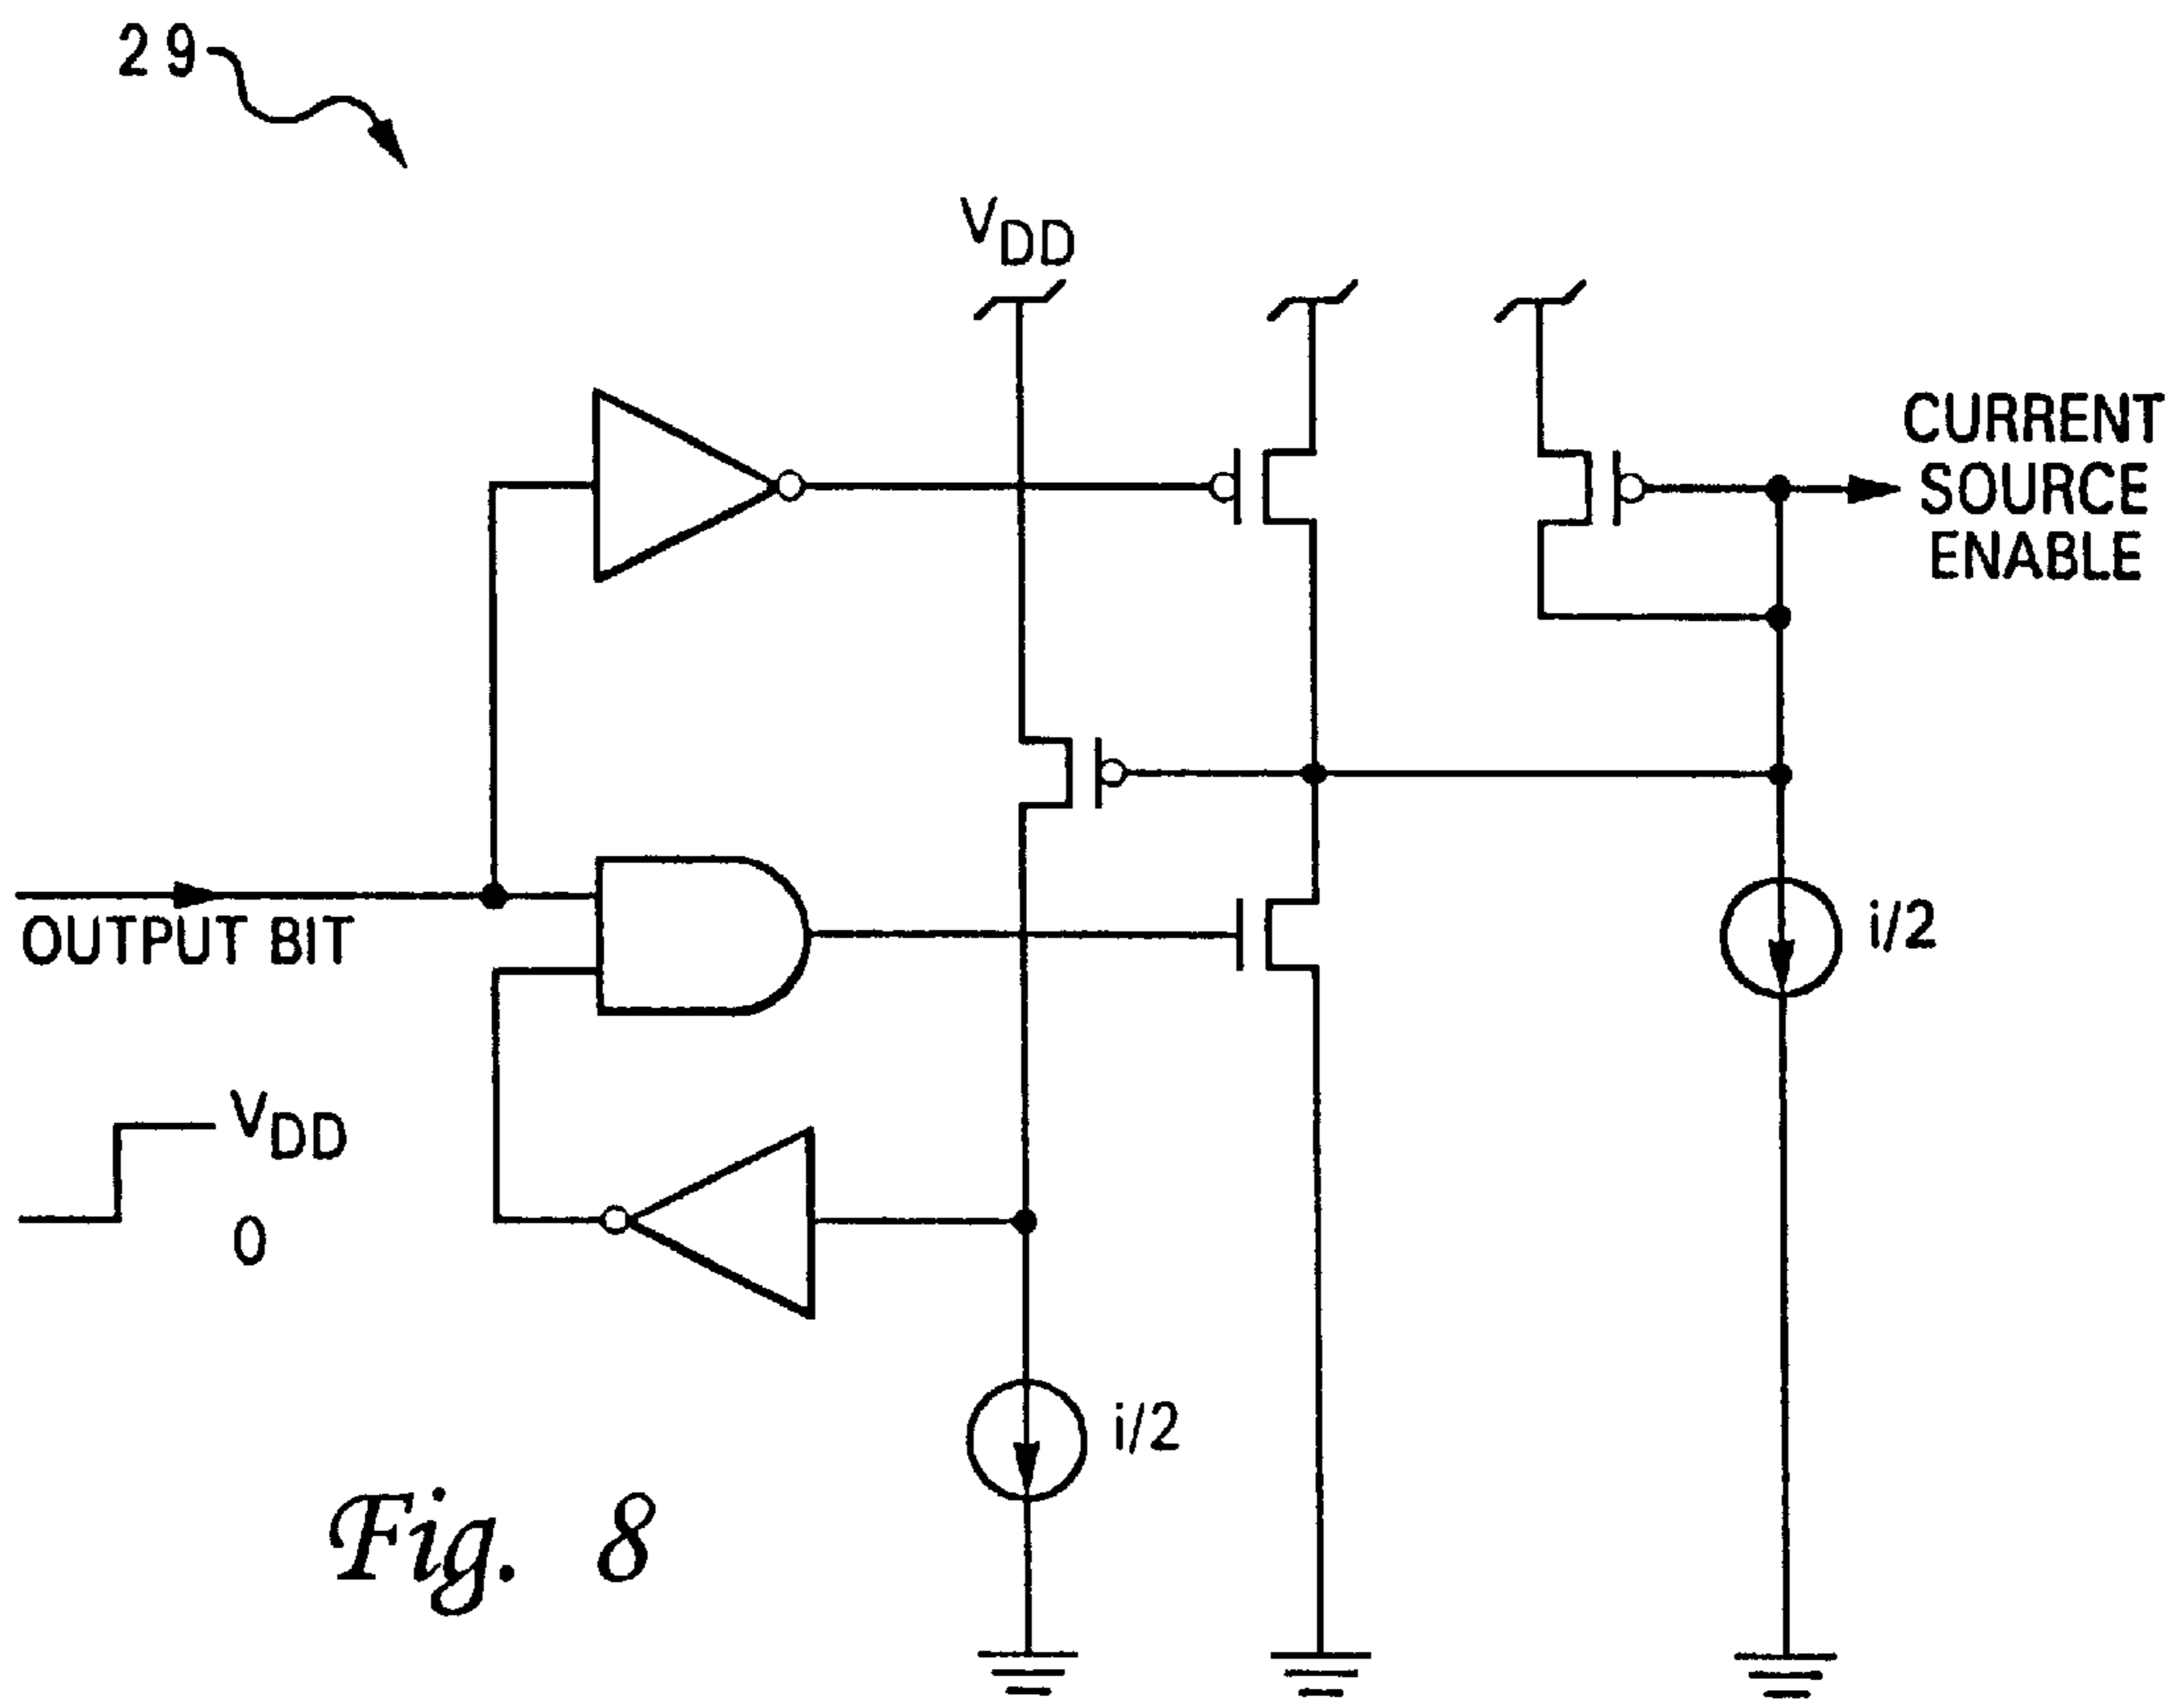 29
VDD
CURRENT
SOURCE
ENABLE
OUTPUT BIT
i/2
VDD
0
i/2
Fig. 8